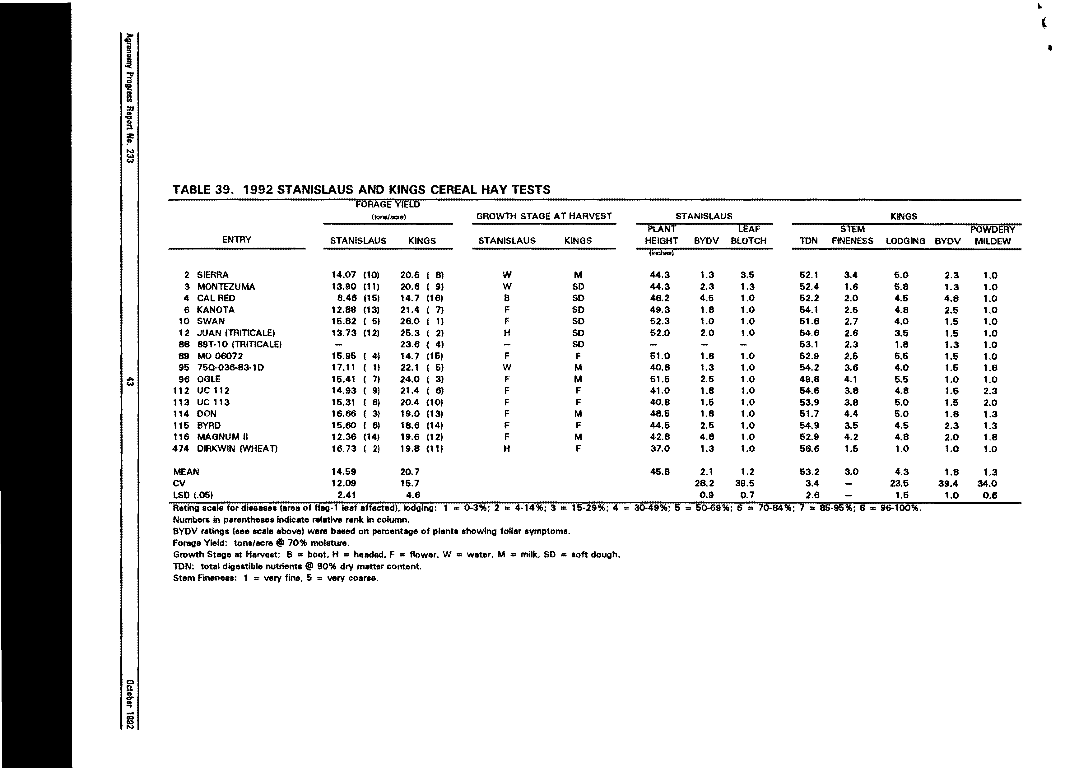 Agronomy Progress Report No. 233
43
October 1992
TABLE 39. 1992 STANISLAUS AND KINGS CEREAL HAY TESTS
FORAGE YIELD
(tons/acre) GROWTH STAGE AT HARVEST STANISLAUS KINGS
PLANT LEAF STEM POWDERY
ENTRY STANISLAUS KINGS STANISLAUS KINGS HEIGHT BYDV BLOTCH TDN FINENESS LODGING BYDV MILDEW
(inches)
2 SIERRA 14.07 (10) 20.6 ( 8) W M 44.3 1.3 3.5 52.1 3.4 5.0 2.3 1.0
3 MONTEZUMA 13.90 (11) 20.6 ( 9) W SD 44.3 2.3 1.3 52.4 1.6 5.8 1.3 1.0
4 CAL RED 8.46 (15) 14.7 (16) B SD 46.2 4.5 1.0 52.2 2.0 4.5 4.8 1.0
6 KANOTA 12.88 (13) 21.4 ( 7) F SD 49.3 1.8 1.0 54.1 2.5 4.8 2.5 1.0
10 SWAN 15.82 ( 5) 26.0 ( 1) F SD 52.3 1.0 1.0 51.6 2.7 4.0 1.5 1.0
12 JUAN (TRITICALE) 13.73 (12) 25.3 ( 2) H SD 52.0 2.0 1.0 54.6 2.6 3.5 1.5 1.0
88 89T-10 (TRITICALE) – 23.6 ( 4) – SD – – – 53.1 2.3 1.8 1.3 1.0
89 MO 06072 15.95 ( 4) 14.7 (15) F F 51.0 1.8 1.0 52.9 2.5 5.5 1.5 1.0
95 75Q-036-83-1D 17.11 ( 1) 22.1 ( 5) W M 40.8 1.3 1.0 54.2 3.6 4.0 1.5 1.8
96 OGLE 15.41 ( 7) 24.0 ( 3) F M 51.5 2.5 1.0 49.8 4.1 5.5 1.0 1.0
112 UC 112 14.93 ( 9) 21.4 ( 6) F F 41.0 1.8 1.0 54.6 3.8 4.8 1.5 2.3
113 UC 113 15.31 ( 8) 20.4 (10) F F 40.8 1.5 1.0 53.9 3.8 5.0 1.5 2.0
114 DON 16.66 ( 3) 19.0 (13) F M 48.5 1.8 1.0 51.7 4.4 5.0 1.8 1.3
115 BYRD 15.60 ( 6) 18.6 (14) F F 44.5 2.5 1.0 54.9 3.5 4.5 2.3 1.3
116 MAGNUM II 12.36 (14) 19.6 (12) F M 42.8 4.8 1.0 52.9 4.2 4.8 2.0 1.8
474 DIRKWIN (WHEAT) 16.73 ( 2) 19.8 (11) H F 37.0 1.3 1.0 56.6 1.5 1.0 1.0 1.0
MEAN 14.59 20.7 45.8 2.1 1.2 53.2 3.0 4.3 1.8 1.3
CV 12.09 15.7 28.2 39.5 3.4 – 23.5 39.4 34.0
LSD (.05) 2.41 4.6 0.9 0.7 2.6 – 1.5 1.0 0.6
Rating scale for diseases (area of flag-1 leaf affected), lodging: 1 = 0-3%; 2 = 4-14%; 3 = 15-29%; 4 = 30-49%; 5 = 50-69%; 6 = 70-84%; 7 = 85-95%; 8 = 96-100%.
Numbers in parentheses indicate relative rank in column.
BYDV ratings (see scale above) were based on percentage of plants showing foliar symptoms.
Forage Yield: tons/acre @ 70% moisture.
Growth Stage at Harvest: B = boot, H = headed, F = flower, W = water, M = milk, SD = soft dough.
TDN: total digestible nutrients @ 90% dry matter content.
Stem Fineness: 1 = very fine, 5 = very coarse.